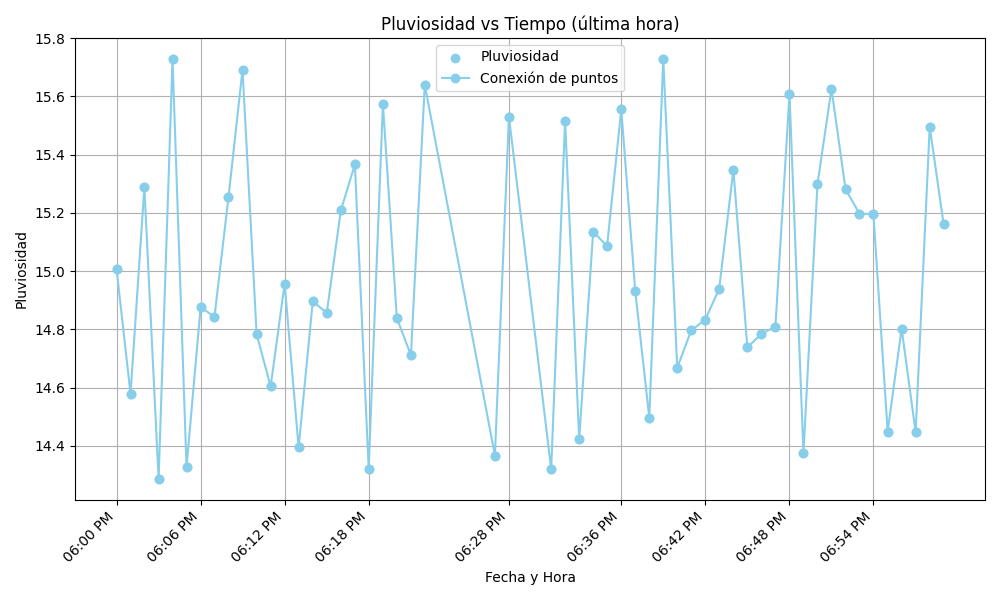 Pluviosidad vs Tiempo (última hora)
Pluviosidad
Conexión de puntos
Pluviosidad
15.8
15.6
15.4
15.2
15.0
14.8
14.6
14.4
06:00 PM
06:06 PM
06:12 PM
06:18 PM
06:28 PM
06:36 PM
06:42 PM
06:48 PM
06:54 PM
Fecha y Hora